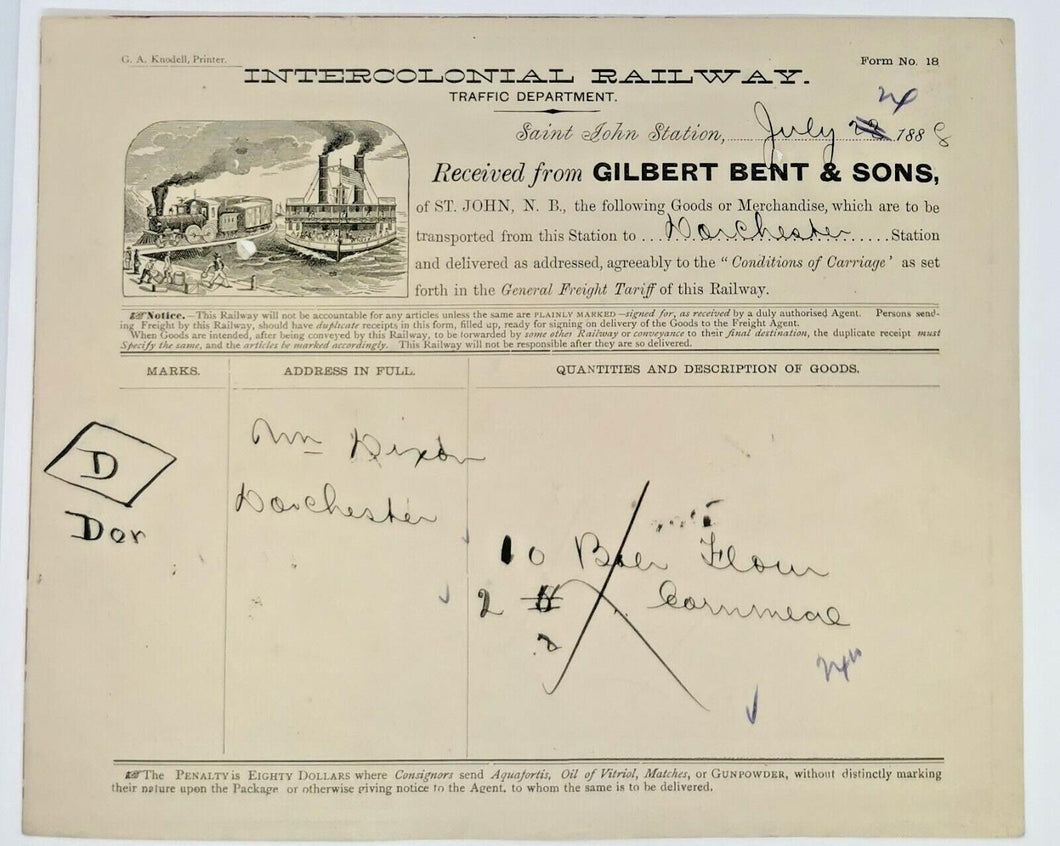 G. A. Knodell, Printer.
Form No. 18
INTERCOLONIAL RAILWAY.
TRAFFIC DEPARTMENT.
24
Saint John Station, July 28 1888
Received from GILBERT BENT & SONS,
of ST. JOHN, N. B., the following Goods or Merchandise, which are to be
transported from this Station to ... Dorchester ..... Station
and delivered as addressed, agreeably to the "Conditions of Carriage' as set
forth in the General Freight Tariff of this Railway.
Notice.—This Railway will not be accountable for any articles unless the same are PLAINLY MARKED—signed for, as received by a duly authorised Agent. Persons send-
ing Freight by this Railway, should have duplicate receipts in this form, filled up, ready for signing on delivery of the Goods to the Freight Agent.
When Goods are intended, after being conveyed by this Railway, to be forwarded by some other Railway or conveyance to their final destination, the duplicate receipt must
Specify the same, and the articles be marked accordingly. This Railway will not be responsible after they are so delivered.
MARKS. ADDRESS IN FULL. QUANTITIES AND DESCRIPTION OF GOODS.
Wm Dixon
D
Dorchester
Dor
10 Flour
2 " Cornmeal
The PENALTY is EIGHTY DOLLARS where Consignors send Aquafortis, Oil of Vitriol, Matches, or GUNPOWDER, without distinctly marking
their nature upon the Package or otherwise giving notice to the Agent, to whom the same is to be delivered.